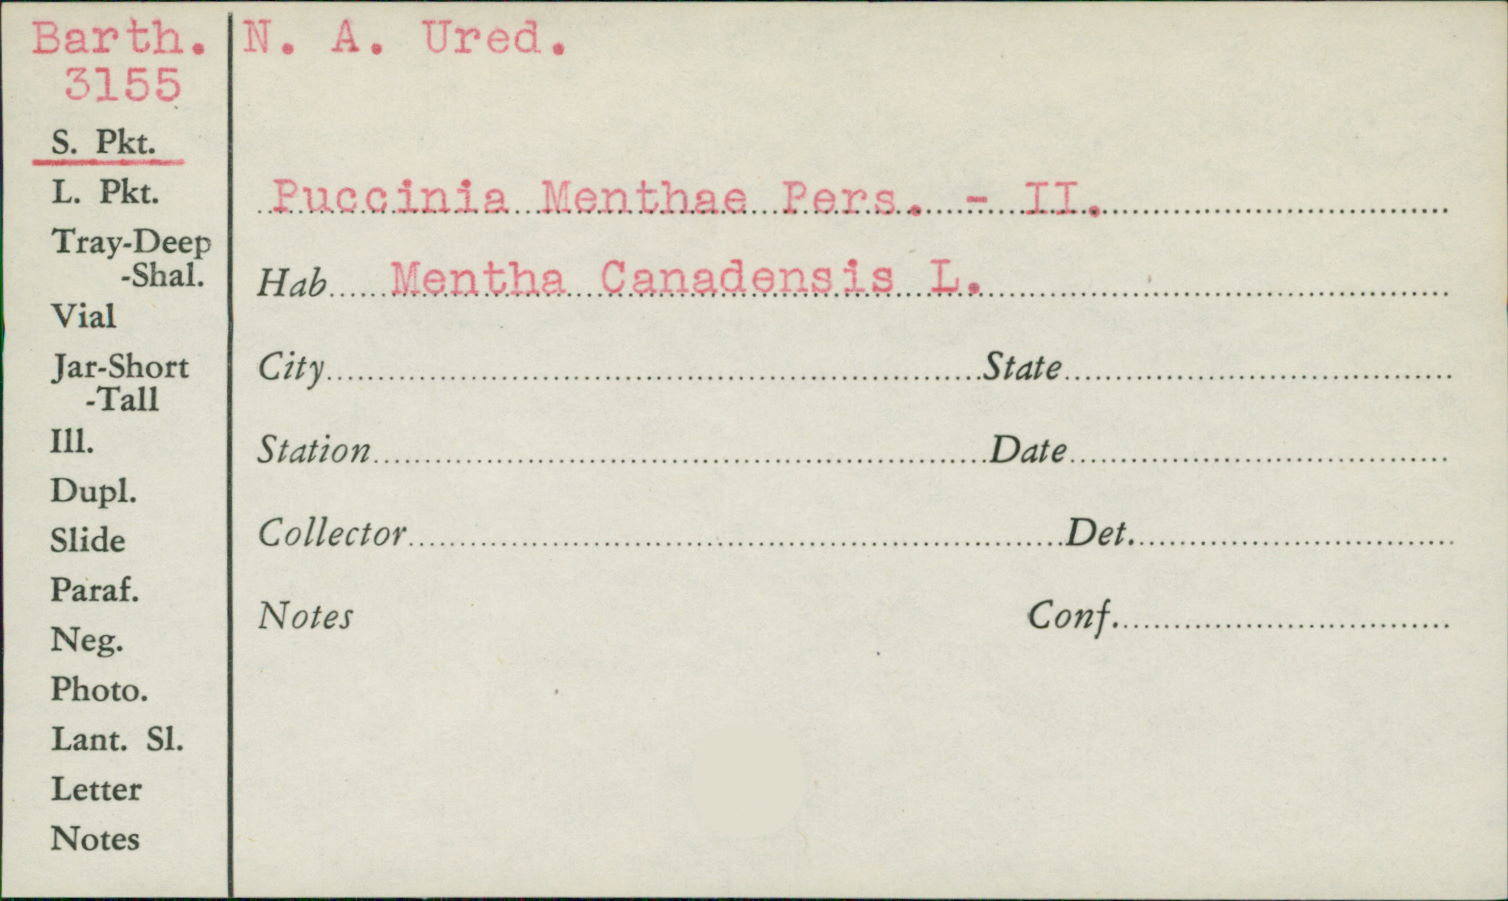 Barth.
3155
S. Pkt.
L. Pkt.
Tray-Deep
-Shal.
Vial
Jar-Short
-Tall
Ill.
Dupl.
Slide
Paraf.
Neg.
Photo.
Lant. Sl.
Letter
Notes
N. A. Ured.
Puccinia Menthae Pers. - II.
Hab Mentha Canadensis L.
City State
Station Date
Collector Det.
Notes Conf.